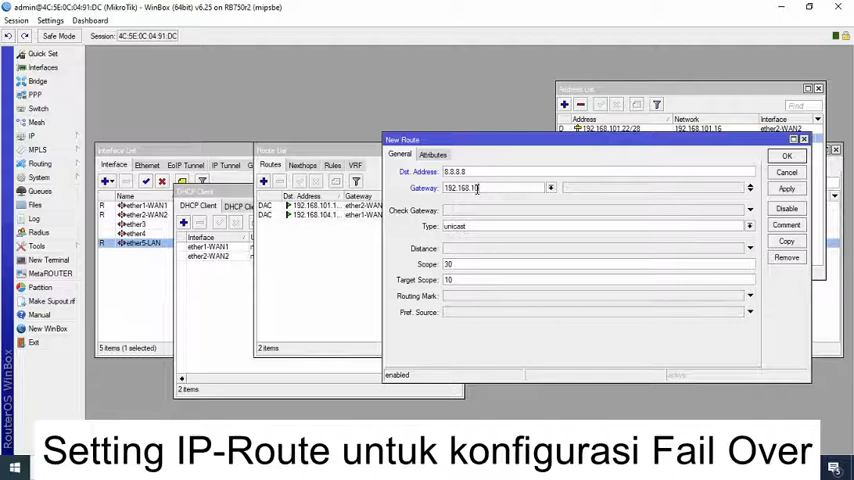 admin@4C:5E:0C:04:91:DC (MikroTik) - WinBox (64bit) v6.25 on RB750r2 (mipsbe)
Session Settings Dashboard
Safe Mode Session: 4C:5E:0C:04:91:DC
Quick Set
Interfaces
Bridge
PPP
Switch
Mesh
IP
MPLS
Routing
System
Queues
Files
Log
Radius
Tools
New Terminal
MetaROUTER
Partition
Make Supout.rif
Manual
New WinBox
Exit
RouterOS WinBox
Interface List
Interface Ethernet EoIP Tunnel IP Tunnel
Name
R ether1-WAN1
R ether2-WAN2
ether3
ether4
R ether5-LAN
5 items (1 selected)
DHCP Client
DHCP Client
Interface
ether1-WAN1
ether2-WAN2
2 items
Route List
Routes Nexthops Rules VRF
Dst. Address Gateway
DAC 192.168.101.1... ether2-WAN
DAC 192.168.104.1... ether1-WAN
2 items
Address List
Find
Address Network Interface
D 192.168.101.22/28 192.168.101.16 ether2-WAN2
New Route
General Attributes
Dst. Address: 8.8.8.8
Gateway: 192.168.10
Check Gateway:
Type: unicast
Distance:
Scope: 30
Target Scope: 10
Routing Mark:
Pref. Source:
OK
Cancel
Apply
Disable
Comment
Copy
Remove
enabled
active
Setting IP-Route untuk konfigurasi Fail Over